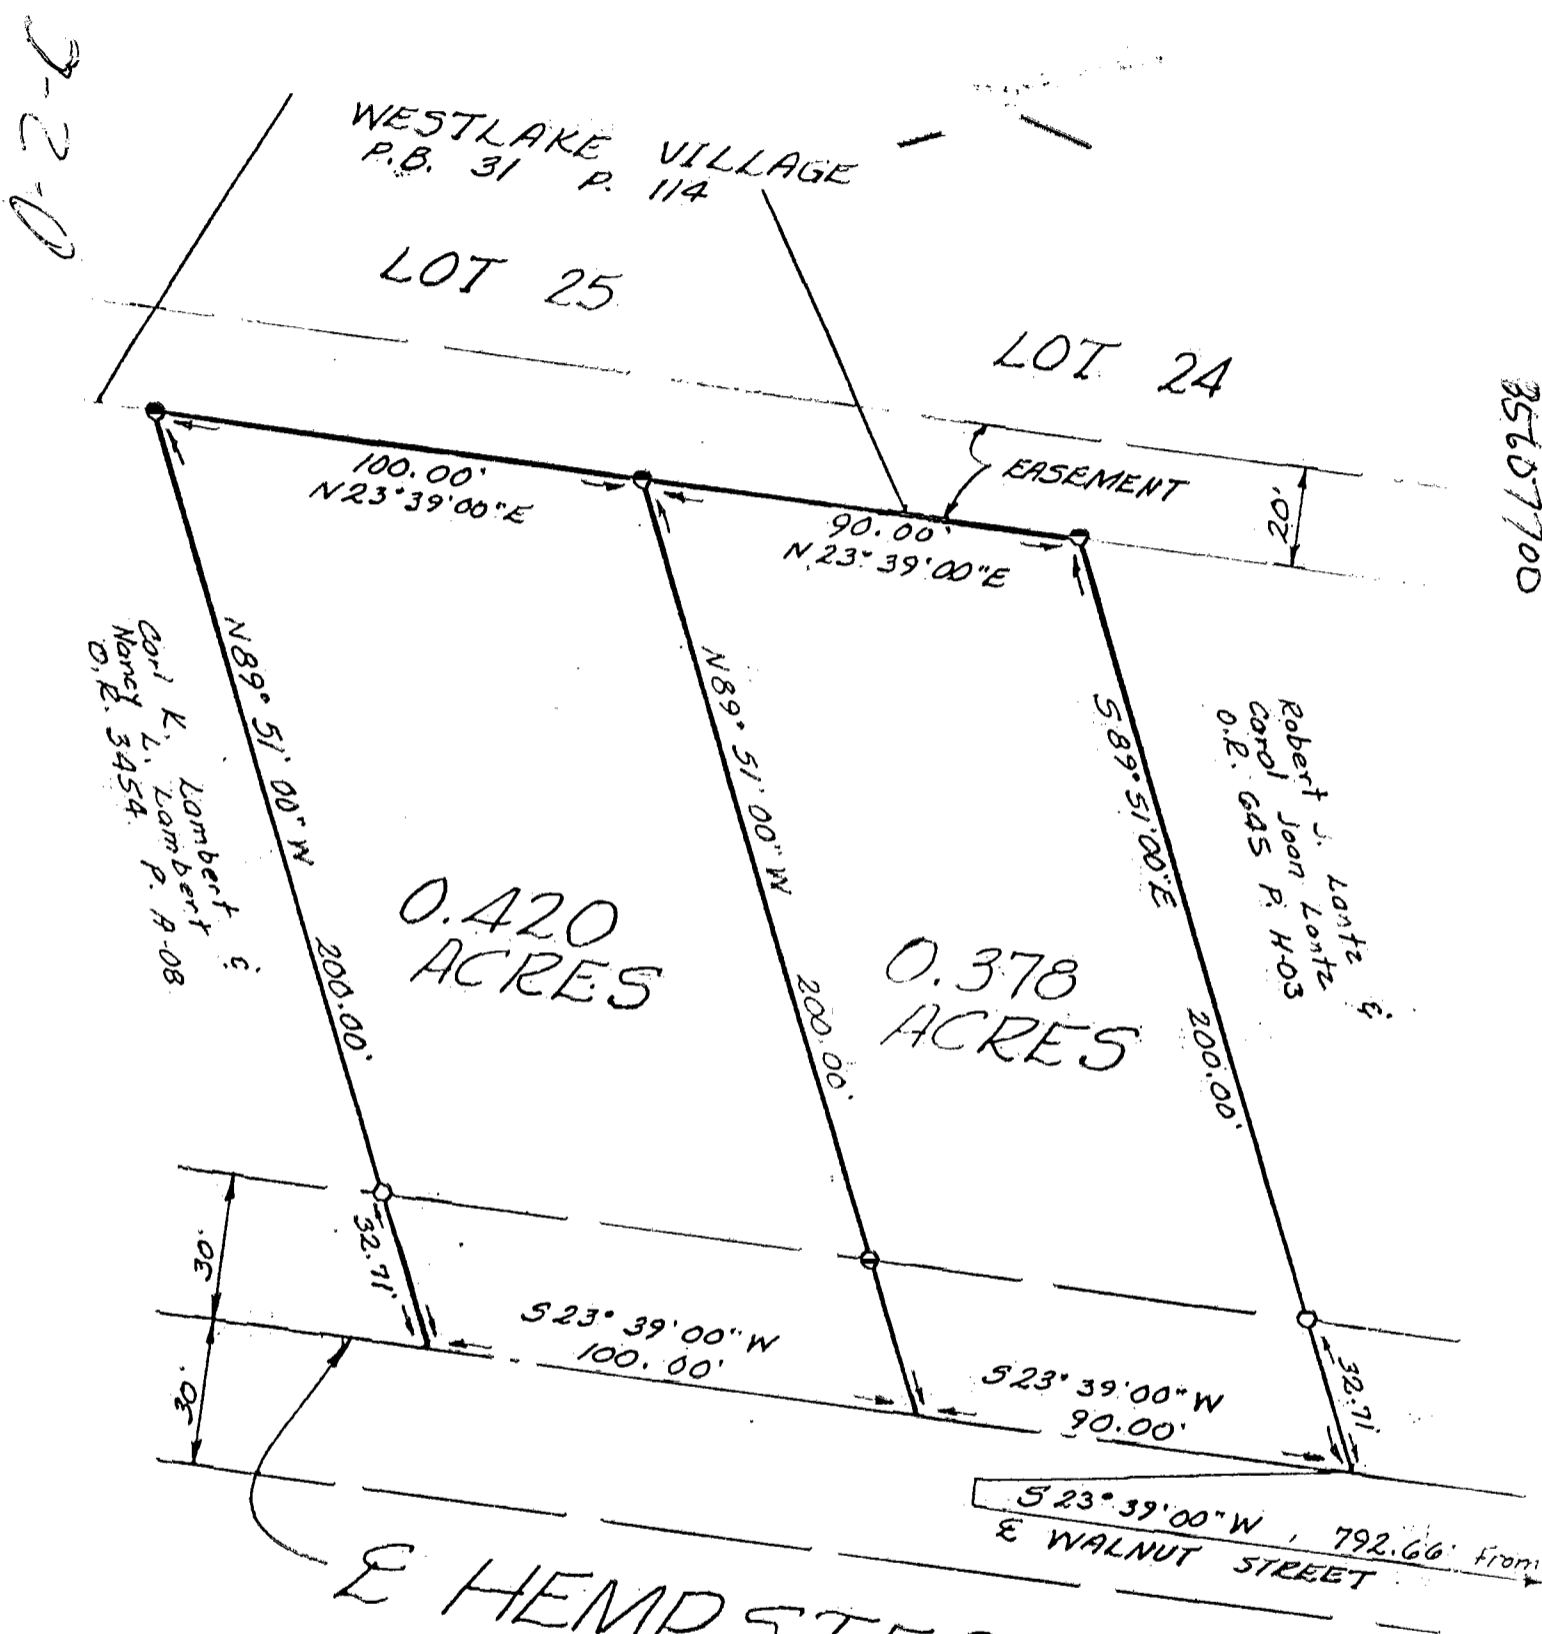 3-2-0
WESTLAKE VILLAGE
P.B. 31 P. 114
LOT 25
LOT 24
35607700
EASEMENT
20'
100.00'
N23°39'00"E
90.00'
N.23°39'00"E
Carl K. Lambert &
Nancy L. Lambert
O.R. 3454 P. A-08
N89°51'00"W
200.00'
N89°51'00"W
200.00'
S89°51'00"E
200.00'
Robert J. Lantz &
Carol Joan Lantz
O.R. 645 P. H-03
0.420
ACRES
0.378
ACRES
30'
30'
32.71'
S23°39'00"W
100.00'
S23°39'00"W
90.00'
32.71'
S23°39'00"W, 792.66' From
℄ WALNUT STREET